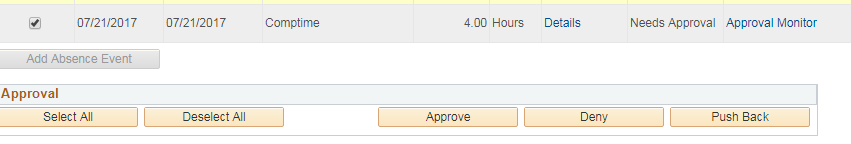 07/21/2017 07/21/2017 Comptime 4.00 Hours Details Needs Approval Approval Monitor
Add Absence Event
Approval
Select All Deselect All Approve Deny Push Back